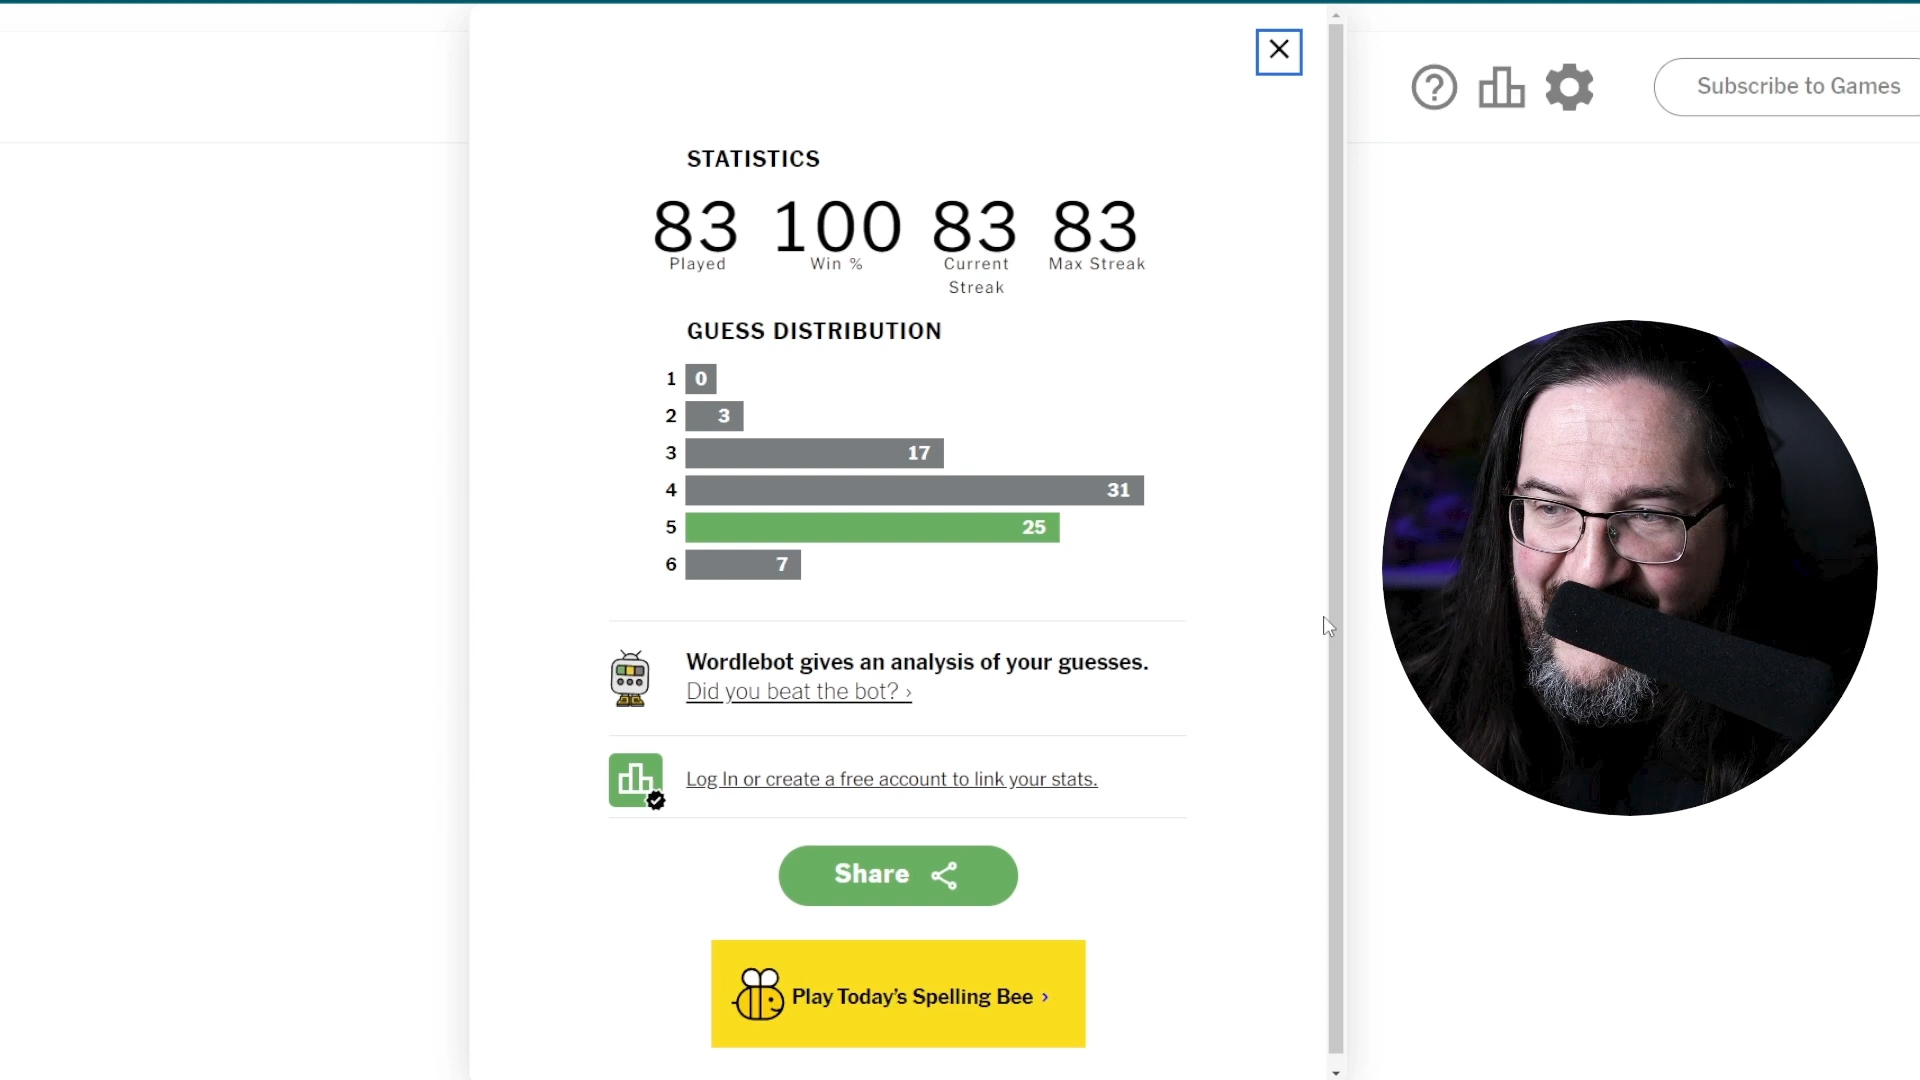 Subscribe to Games
STATISTICS
83 100 83 83
Played Win % Current Streak Max Streak
GUESS DISTRIBUTION
1 0
2 3
3 17
4 31
5 25
6 7
Wordlebot gives an analysis of your guesses.
Did you beat the bot? ›
Log In or create a free account to link your stats.
Share
Play Today’s Spelling Bee ›